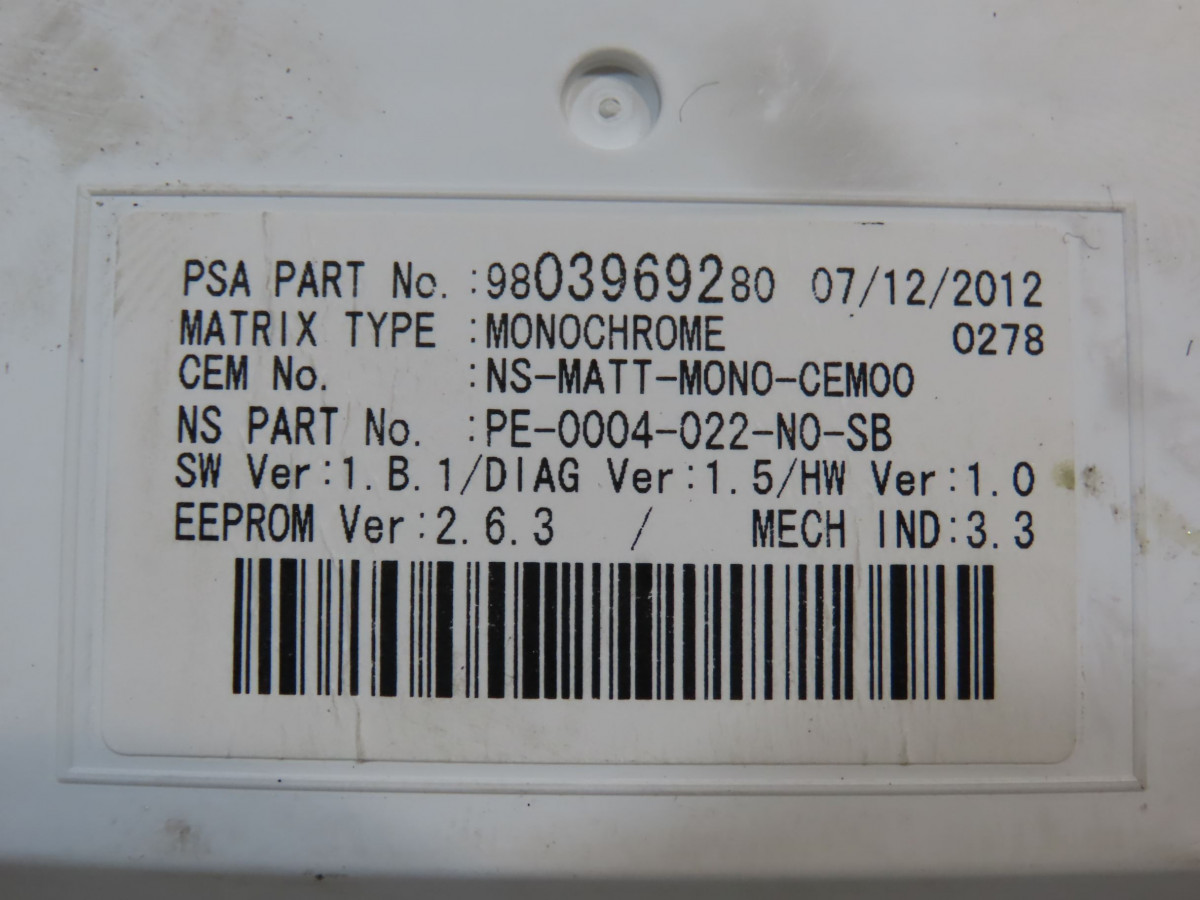 PSA PART No. :9803969280 07/12/2012
MATRIX TYPE :MONOCHROME 0278
CEM No. :NS-MATT-MONO-CEM00
NS PART No. :PE-0004-022-NO-SB
SW Ver:1.B.1/DIAG Ver:1.5/HW Ver:1.0
EEPROM Ver:2.6.3 / MECH IND:3.3